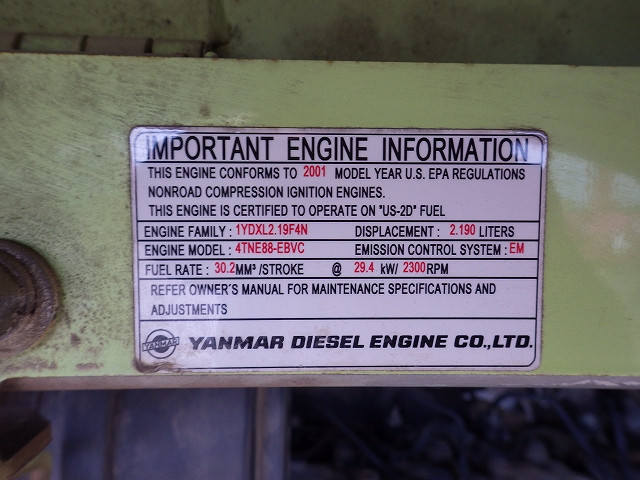 IMPORTANT ENGINE INFORMATION
THIS ENGINE CONFORMS TO 2001 MODEL YEAR U.S. EPA REGULATIONS
NONROAD COMPRESSION IGNITION ENGINES.
THIS ENGINE IS CERTIFIED TO OPERATE ON "US-2D" FUEL
ENGINE FAMILY : 1YDXL2.19F4N DISPLACEMENT : 2.190 LITERS
ENGINE MODEL : 4TNE88-EBVC EMISSION CONTROL SYSTEM : EM
FUEL RATE : 30.2 MM³ /STROKE @ 29.4 kW/ 2300 RPM
REFER OWNER'S MANUAL FOR MAINTENANCE SPECIFICATIONS AND
ADJUSTMENTS
YANMAR YANMAR DIESEL ENGINE CO.,LTD.